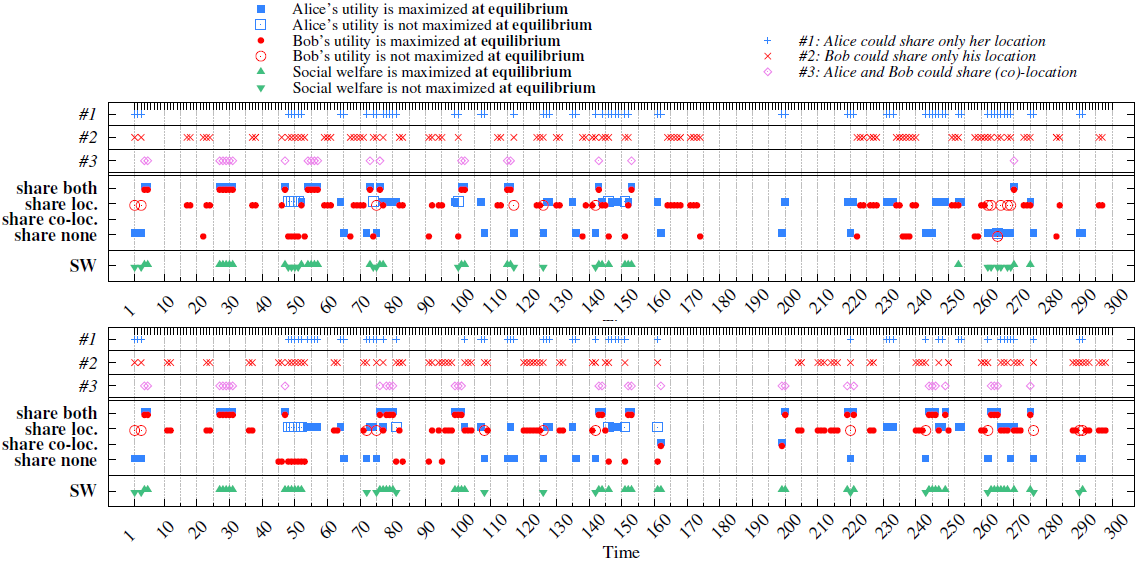 Alice's utility is maximized at equilibrium
Alice's utility is not maximized at equilibrium
Bob's utility is maximized at equilibrium
Bob's utility is not maximized at equilibrium
Social welfare is maximized at equilibrium
Social welfare is not maximized at equilibrium
#1: Alice could share only her location
#2: Bob could share only his location
#3: Alice and Bob could share (co)-location
#1
#2
#3
share both
share loc.
share co-loc.
share none
SW
1 10 20 30 40 50 60 70 80 90 100 110 120 130 140 150 160 170 180 190 200 210 220 230 240 250 260 270 280 290 300
#1
#2
#3
share both
share loc.
share co-loc.
share none
SW
1 10 20 30 40 50 60 70 80 90 100 110 120 130 140 150 160 170 180 190 200 210 220 230 240 250 260 270 280 290 300
Time